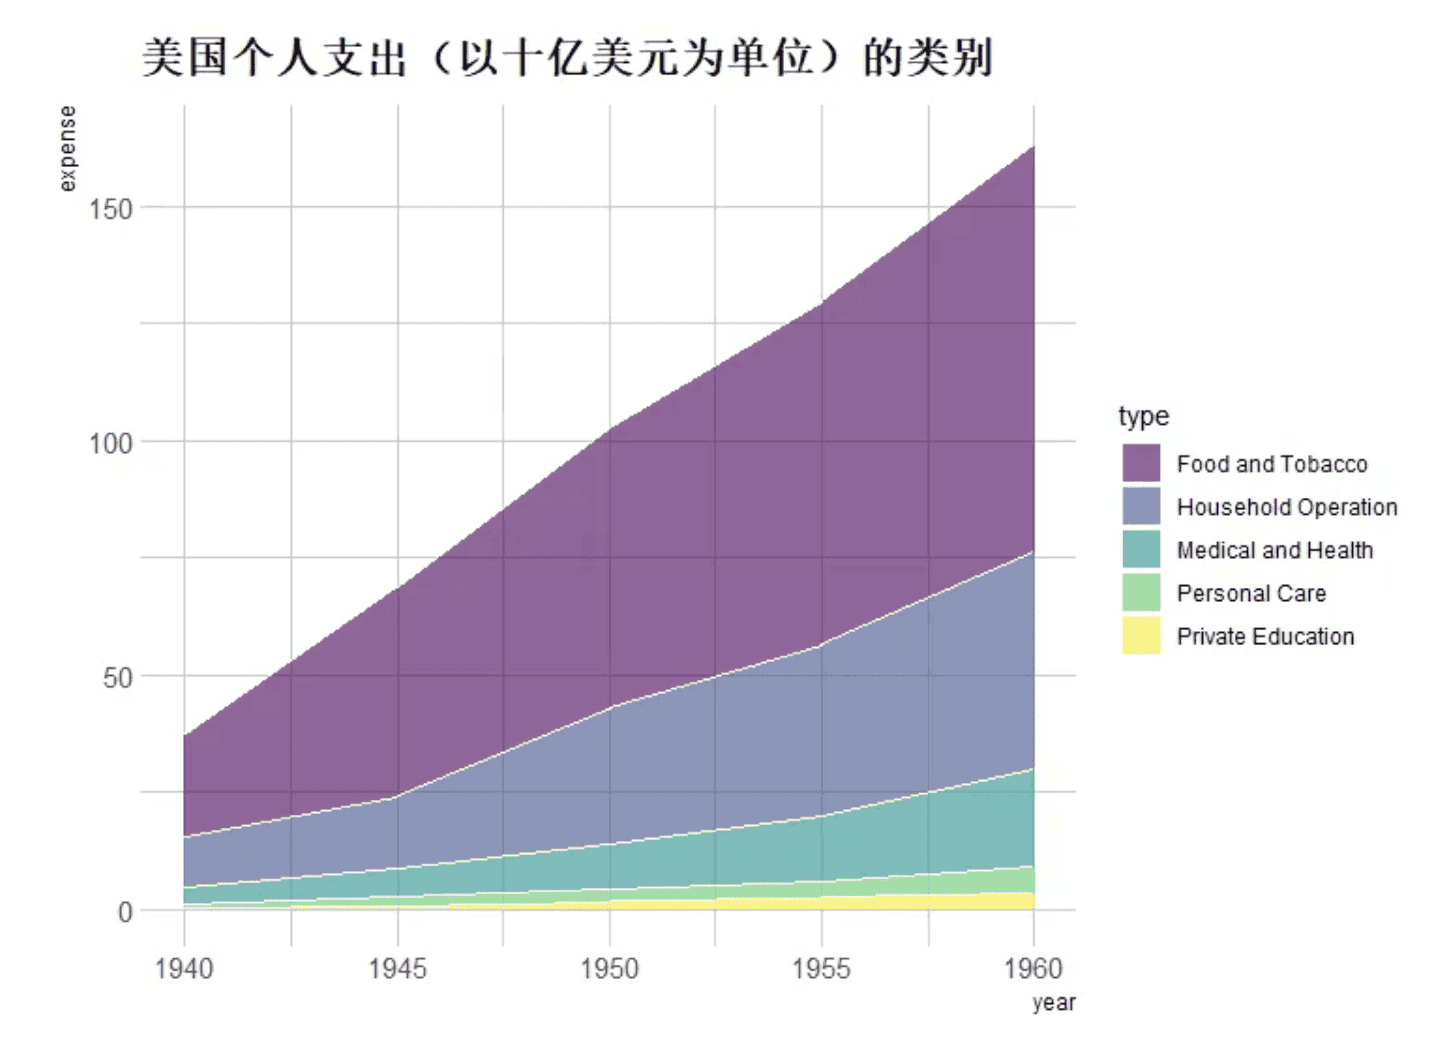 美国个人支出（以十亿美元为单位）的类别
expense
150
100
50
0
1940 1945 1950 1955 1960
year
type
Food and Tobacco
Household Operation
Medical and Health
Personal Care
Private Education